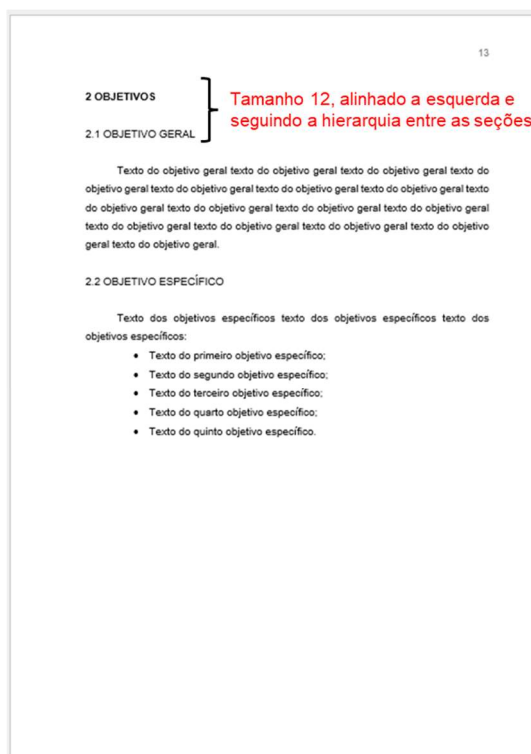 13
2 OBJETIVOS
Tamanho 12, alinhado a esquerda e
seguindo a hierarquia entre as seções
2.1 OBJETIVO GERAL
Texto do objetivo geral texto do objetivo geral texto do objetivo geral texto do
objetivo geral texto do objetivo geral texto do objetivo geral texto do objetivo geral texto
do objetivo geral texto do objetivo geral texto do objetivo geral texto do objetivo geral
texto do objetivo geral texto do objetivo geral texto do objetivo geral texto do objetivo
geral texto do objetivo geral.
2.2 OBJETIVO ESPECÍFICO
Texto dos objetivos específicos texto dos objetivos específicos texto dos
objetivos específicos:
• Texto do primeiro objetivo específico;
• Texto do segundo objetivo específico;
• Texto do terceiro objetivo específico;
• Texto do quarto objetivo específico;
• Texto do quinto objetivo específico.